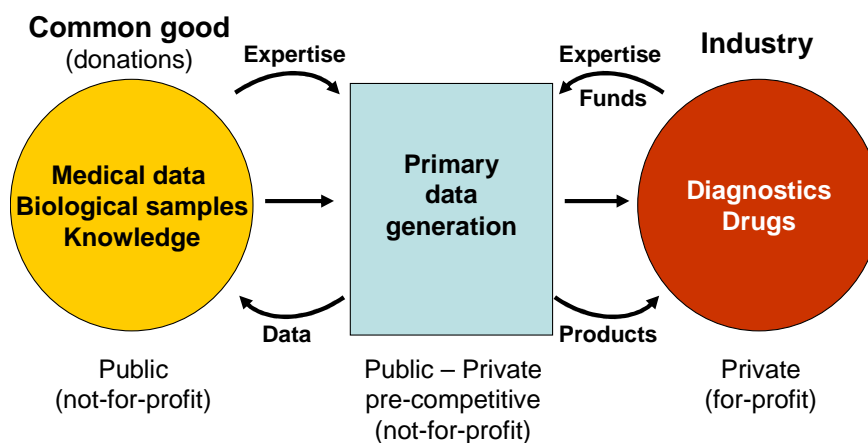 Common good
(donations)
Expertise
Expertise
Funds
Industry
Medical data
Biological samples
Knowledge
Primary
data
generation
Diagnostics
Drugs
Data
Products
Public
(not-for-profit)
Public – Private
pre-competitive
(not-for-profit)
Private
(for-profit)